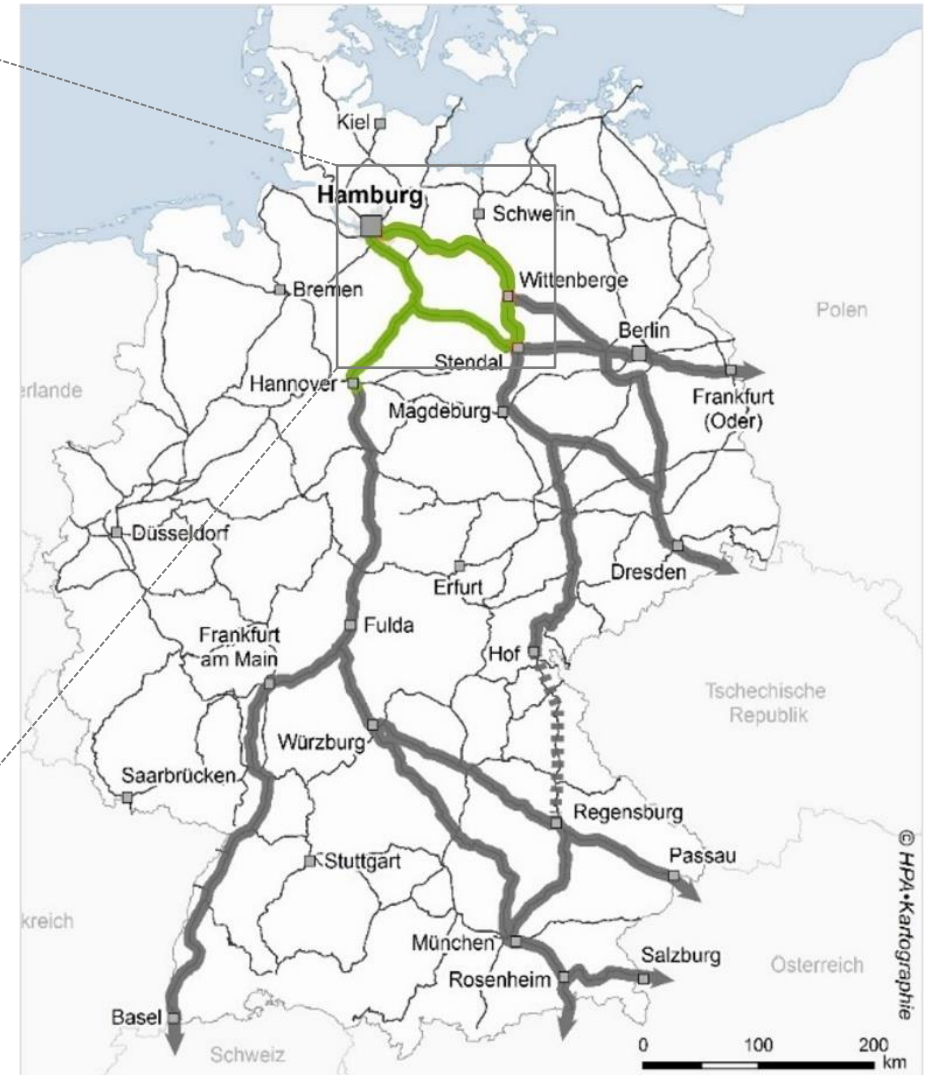 Kiel
Hamburg
Schwerin
Wittenberge
Bremen
Polen
Berlin
Stendal
Hannover
erlande
Frankfurt
(Oder)
Magdeburg
Düsseldorf
Dresden
Erfurt
Fulda
Frankfurt
am Main
Hof
Tschechische
Republik
Würzburg
Saarbrücken
Regensburg
© HPA•Kartographie
Stuttgart
Passau
kreich
München
Salzburg
Rosenheim
Österreich
Basel
Schweiz
0 100 200
km